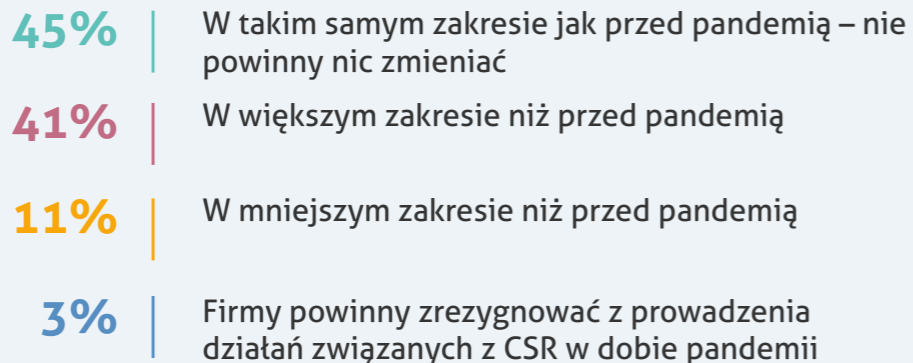 45%
W takim samym zakresie jak przed pandemią – nie
powinny nic zmieniać
41%
W większym zakresie niż przed pandemią
11%
W mniejszym zakresie niż przed pandemią
3%
Firmy powinny zrezygnować z prowadzenia
działań związanych z CSR w dobie pandemii